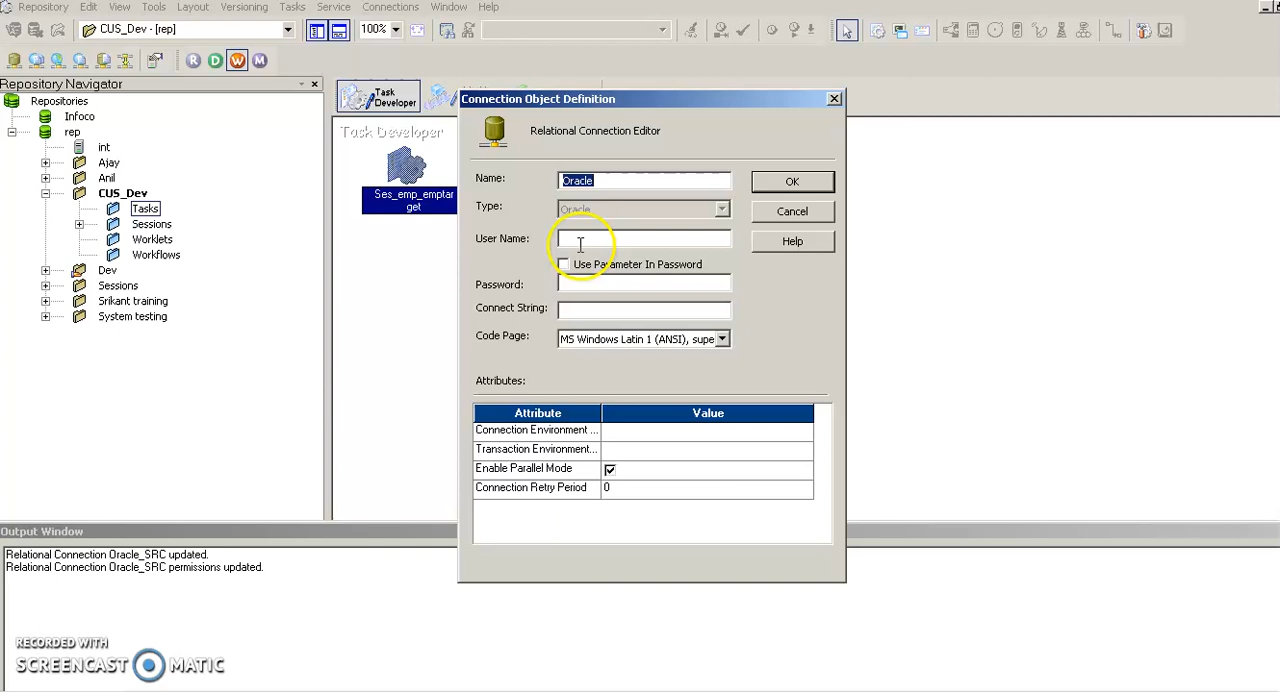 Repository Edit View Tools Layout Versioning Tasks Service Connections Window Help
CUS_Dev - [rep] 100%
R D W M
Repository Navigator
Repositories
Infoco
rep
int
Ajay
Anil
CUS_Dev
Tasks
Sessions
Worklets
Workflows
Dev
Sessions
Srikant training
System testing
Task Developer
Task Developer
Ses_emp_emptar
get
Connection Object Definition
Relational Connection Editor
Name: Oracle OK
Type: Oracle Cancel
User Name: Help
Use Parameter In Password
Password:
Connect String:
Code Page: MS Windows Latin 1 (ANSI), supe
Attributes:
Attribute Value
Connection Environment ...
Transaction Environment...
Enable Parallel Mode
Connection Retry Period 0
Output Window
Relational Connection Oracle_SRC updated.
Relational Connection Oracle_SRC permissions updated.
RECORDED WITH
SCREENCAST MATIC